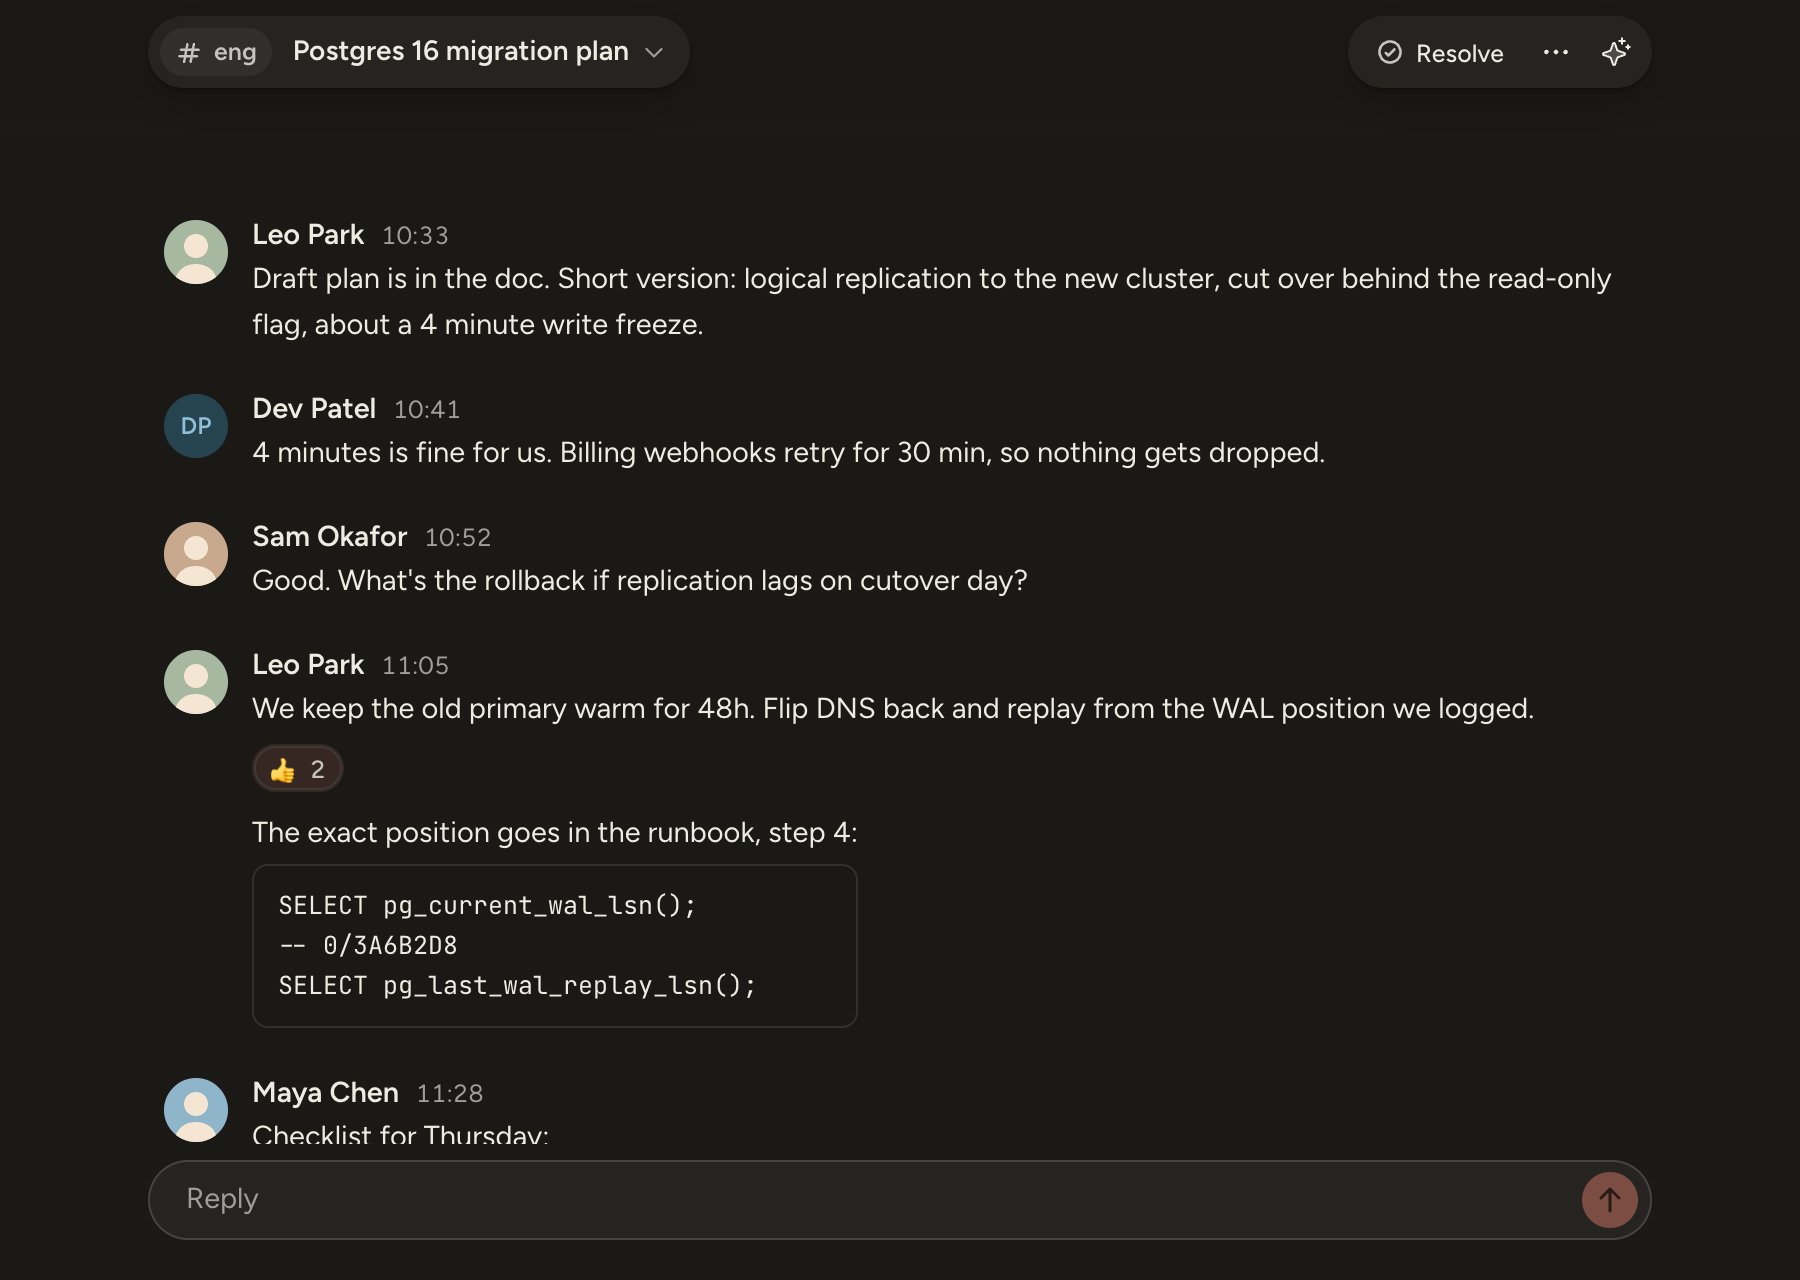 # eng Postgres 16 migration plan
Resolve
Leo Park 10:33
Draft plan is in the doc. Short version: logical replication to the new cluster, cut over behind the read-only
flag, about a 4 minute write freeze.
DP
Dev Patel 10:41
4 minutes is fine for us. Billing webhooks retry for 30 min, so nothing gets dropped.
Sam Okafor 10:52
Good. What's the rollback if replication lags on cutover day?
Leo Park 11:05
We keep the old primary warm for 48h. Flip DNS back and replay from the WAL position we logged.
👍 2
The exact position goes in the runbook, step 4:
SELECT pg_current_wal_lsn();
-- 0/3A6B2D8
SELECT pg_last_wal_replay_lsn();
Maya Chen 11:28
Checklist for Thursday:
Reply